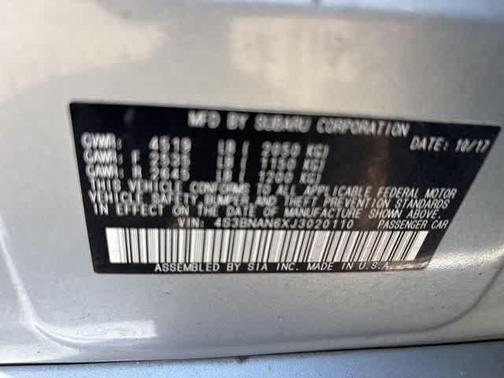 MFD BY SUBARU CORPORATION
DATE: 10/17
GVWR: 4519 LB ( 2050 KG)
GAWR: F 2535 LB ( 1150 KG)
GAWR: R 2645 LB ( 1200 KG)
THIS VEHICLE CONFORMS TO ALL APPLICABLE FEDERAL MOTOR
VEHICLE SAFETY, BUMPER, AND THEFT PREVENTION STANDARDS
IN EFFECT ON THE DATE OF MANUFACTURE SHOWN ABOVE.
VIN: 4S3BNAN6XJ3020110 PASSENGER CAR
ASSEMBLED BY SIA INC. MADE IN U.S.A.